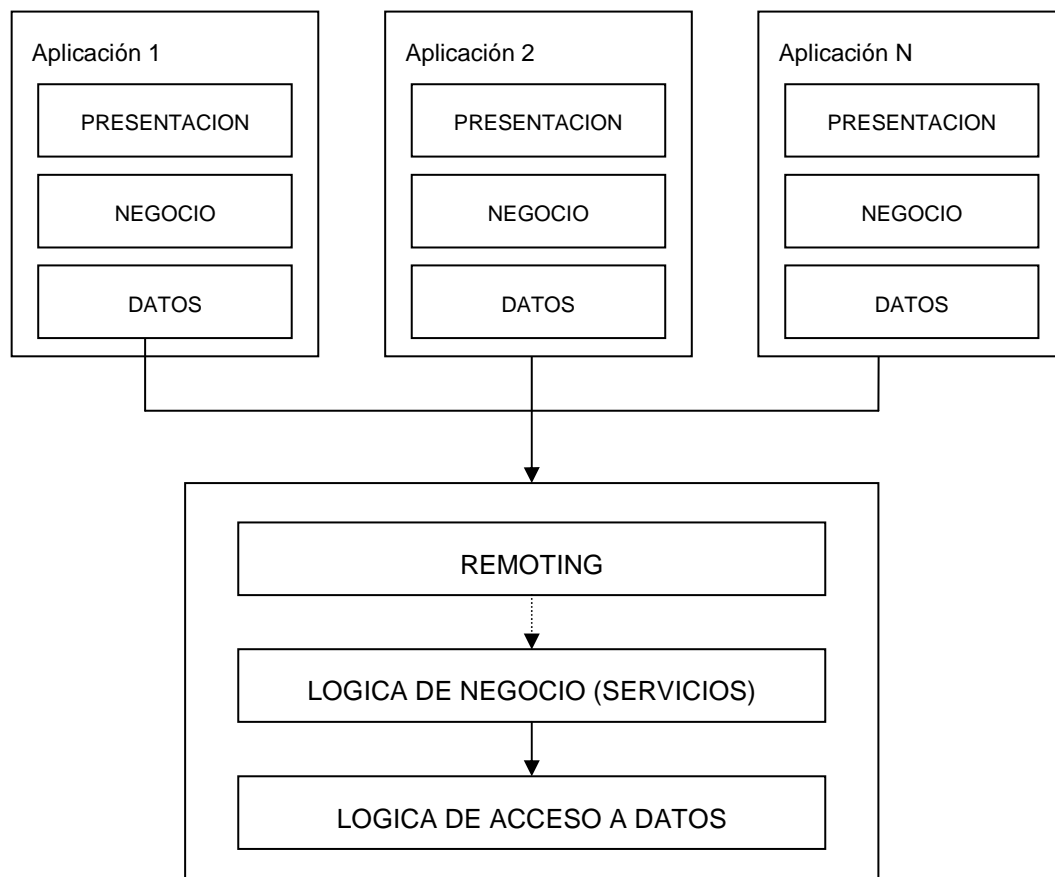 Aplicación 1
PRESENTACION
NEGOCIO
DATOS
Aplicación 2
PRESENTACION
NEGOCIO
DATOS
Aplicación N
PRESENTACION
NEGOCIO
DATOS
REMOTING
LOGICA DE NEGOCIO (SERVICIOS)
LOGICA DE ACCESO A DATOS